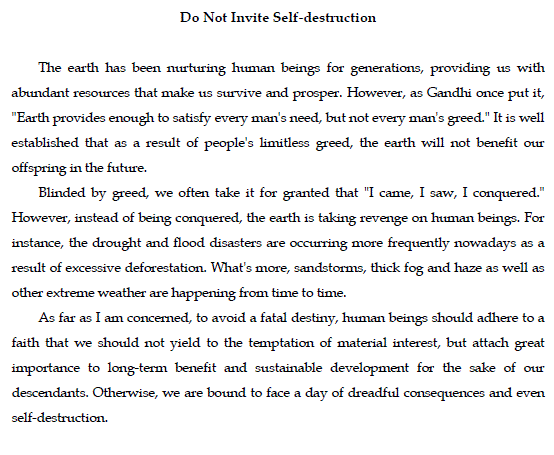 Do Not Invite Self-destruction
The earth has been nurturing human beings for generations, providing us with
abundant resources that make us survive and prosper. However, as Gandhi once put it,
"Earth provides enough to satisfy every man's need, but not every man's greed." It is well
established that as a result of people's limitless greed, the earth will not benefit our
offspring in the future.
Blinded by greed, we often take it for granted that "I came, I saw, I conquered."
However, instead of being conquered, the earth is taking revenge on human beings. For
instance, the drought and flood disasters are occurring more frequently nowadays as a
result of excessive deforestation. What's more, sandstorms, thick fog and haze as well as
other extreme weather are happening from time to time.
As far as I am concerned, to avoid a fatal destiny, human beings should adhere to a
faith that we should not yield to the temptation of material interest, but attach great
importance to long-term benefit and sustainable development for the sake of our
descendants. Otherwise, we are bound to face a day of dreadful consequences and even
self-destruction.